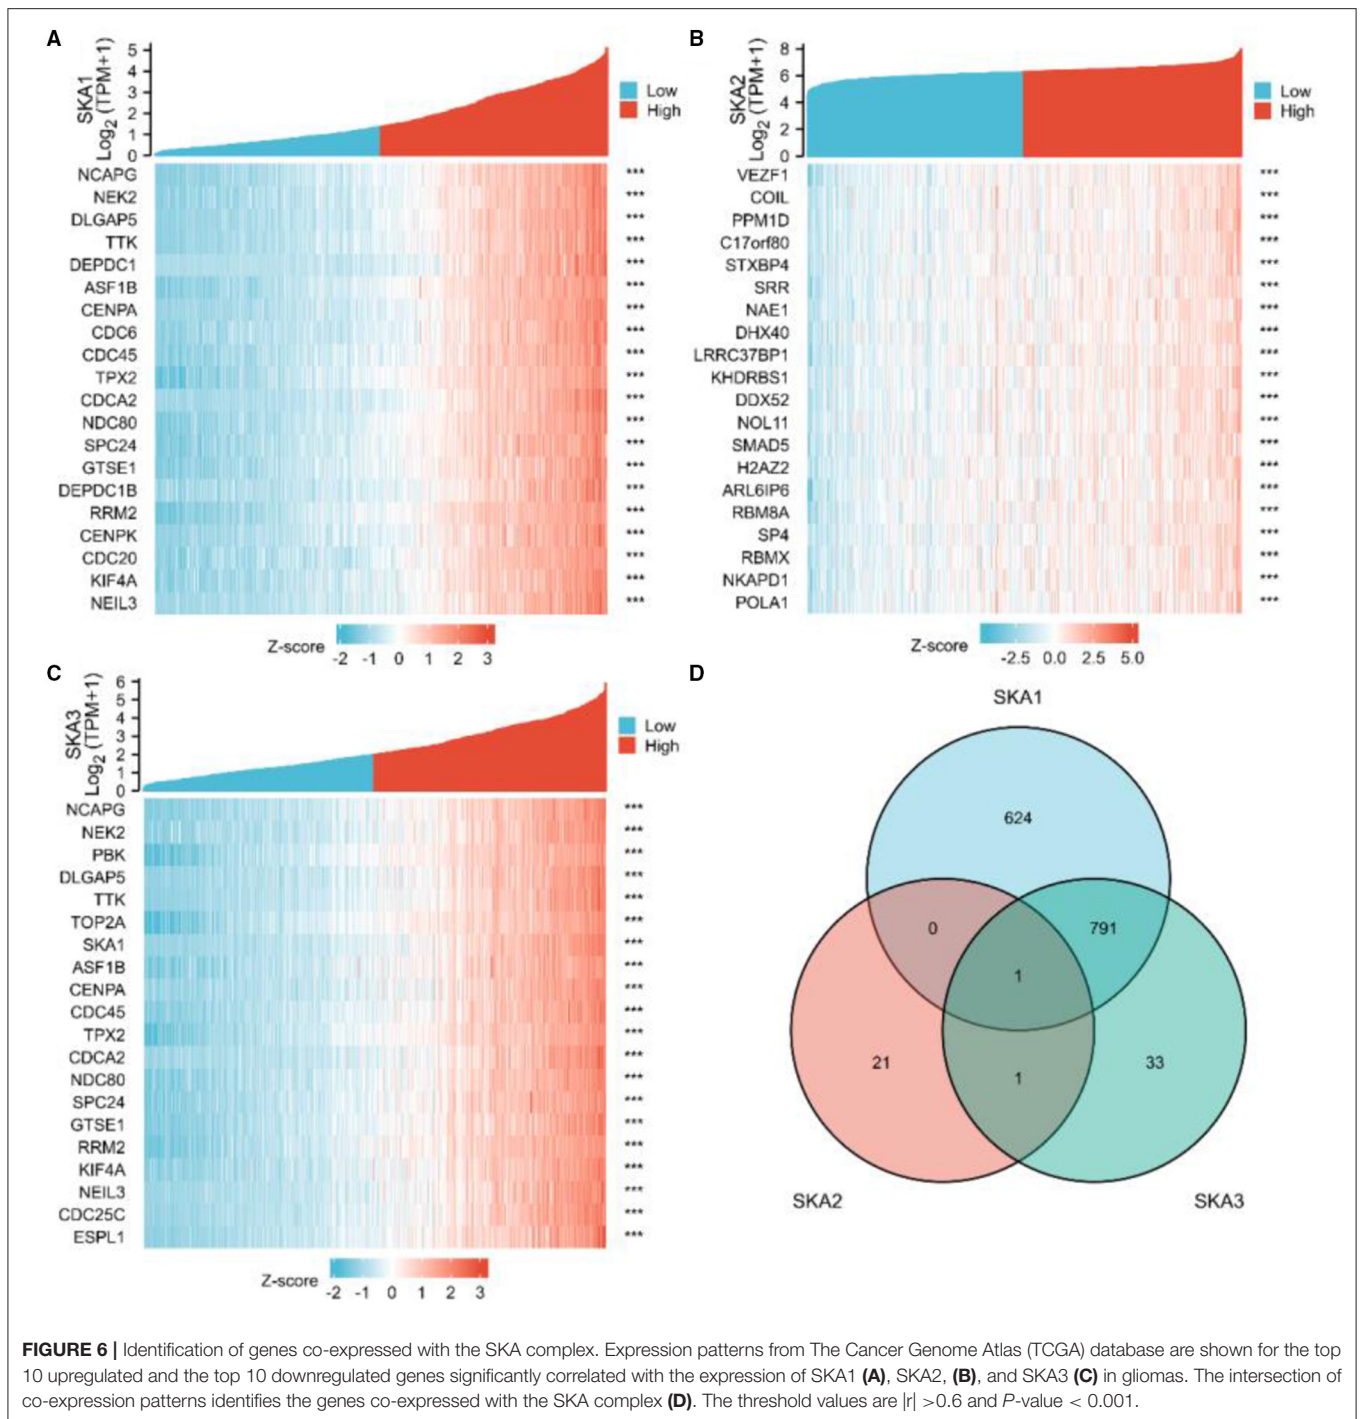 A
SKA1
Log2 (TPM+1)
5
4
3
2
1
0
Low
High
NCAPG ***
NEK2 ***
DLGAP5 ***
TTK ***
DEPDC1 ***
ASF1B ***
CENPA ***
CDC6 ***
CDC45 ***
TPX2 ***
CDCA2 ***
NDC80 ***
SPC24 ***
GTSE1 ***
DEPDC1B ***
RRM2 ***
CENPK ***
CDC20 ***
KIF4A ***
NEIL3 ***
Z-score
-2 -1 0 1 2 3
B
SKA2
Log2 (TPM+1)
8
6
4
2
0
Low
High
VEZF1 ***
COIL ***
PPM1D ***
C17orf80 ***
STXBP4 ***
SRR ***
NAE1 ***
DHX40 ***
LRRC37BP1 ***
KHDRBS1 ***
DDX52 ***
NOL11 ***
SMAD5 ***
H2AZ2 ***
ARL6IP6 ***
RBM8A ***
SP4 ***
RBMX ***
NKAPD1 ***
POLA1 ***
Z-score
-2.5 0.0 2.5 5.0
C
SKA3
Log2 (TPM+1)
6
5
4
3
2
1
0
Low
High
NCAPG ***
NEK2 ***
PBK ***
DLGAP5 ***
TTK ***
TOP2A ***
SKA1 ***
ASF1B ***
CENPA ***
CDC45 ***
TPX2 ***
CDCA2 ***
NDC80 ***
SPC24 ***
GTSE1 ***
RRM2 ***
KIF4A ***
NEIL3 ***
CDC25C ***
ESPL1 ***
Z-score
-2 -1 0 1 2 3
D
SKA1
624
0
791
1
21
1
33
SKA2
SKA3
FIGURE 6 | Identification of genes co-expressed with the SKA complex. Expression patterns from The Cancer Genome Atlas (TCGA) database are shown for the top
10 upregulated and the top 10 downregulated genes significantly correlated with the expression of SKA1 (A), SKA2, (B), and SKA3 (C) in gliomas. The intersection of
co-expression patterns identifies the genes co-expressed with the SKA complex (D). The threshold values are |r| >0.6 and P-value < 0.001.